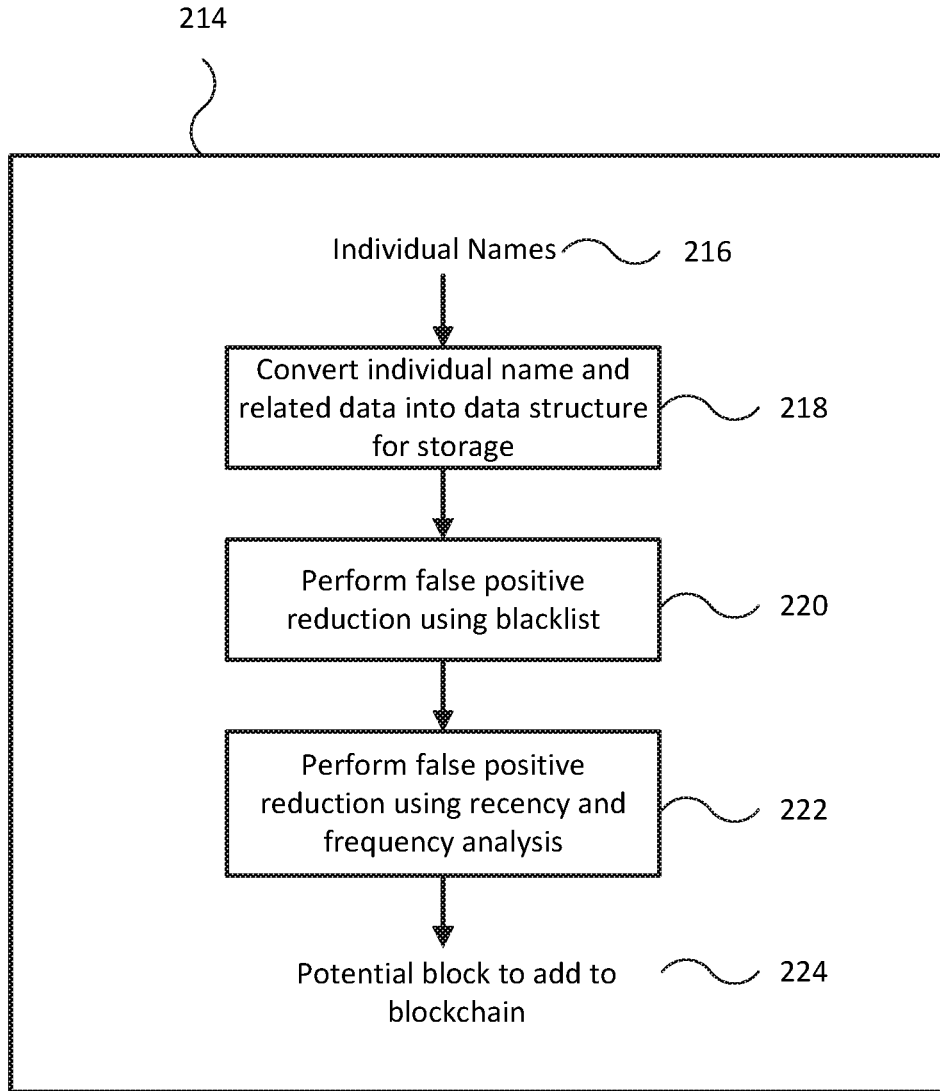 214
Individual Names 216
Convert individual name and
related data into data structure
for storage
218
Perform false positive
reduction using blacklist
220
Perform false positive
reduction using recency and
frequency analysis
222
Potential block to add to
blockchain
224